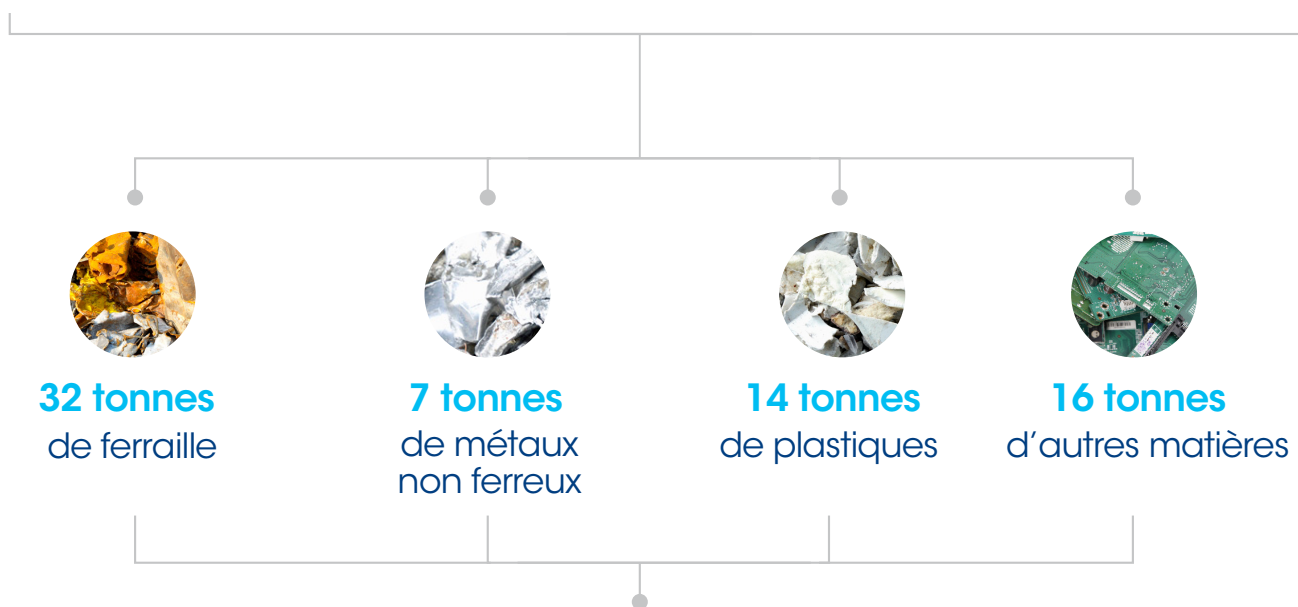 32 tonnes
de ferraille
7 tonnes
de métaux
non ferreux
14 tonnes
de plastiques
16 tonnes
d’autres matières